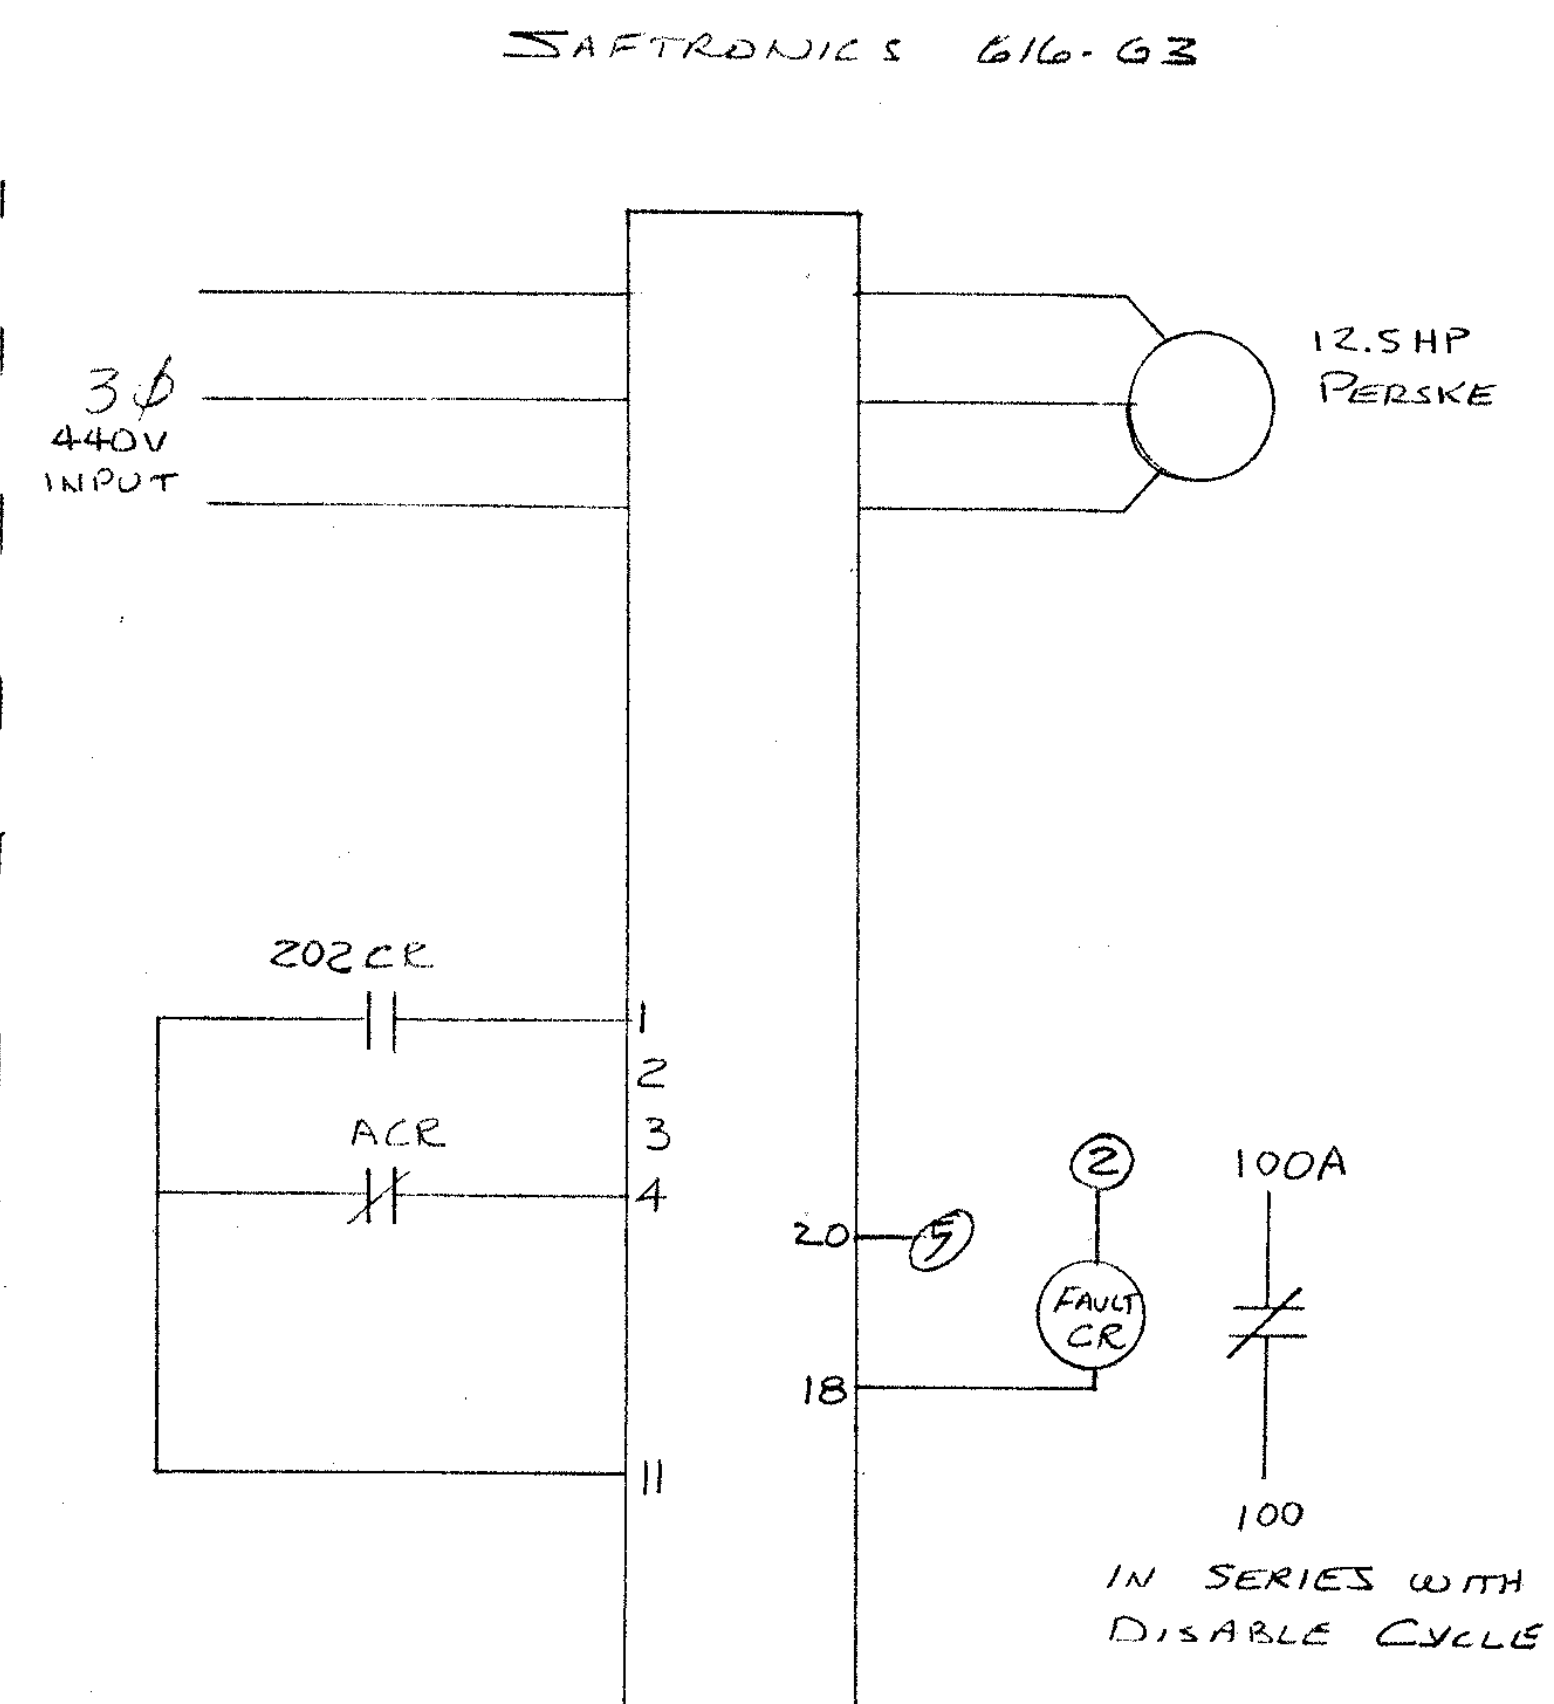 SAFTRONICS 616-G3
12.5HP
PERSKE
3Ø
440V
INPUT
202CR
1
2
ACR
3
4
2
100A
20
5
FAULT
CR
18
11
100
IN SERIES WITH
DISABLE CYCLE